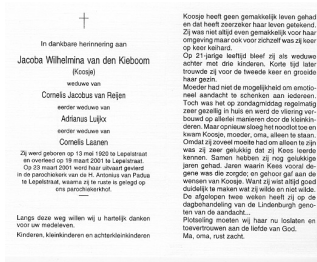 In dankbare herinnering aan
Jacoba Wilhelmina van den Kieboom
(Koosje)
weduwe van
Cornelis Jacobus van Reijen
eerder weduwe van
Adrianus Luijkx
eerder weduwe van
Cornelis Laanen
Zij werd geboren op 13 mei 1920 te Lepelstraat en
overleed op 19 maart 2001 te Lepelstraat.
Op 23 maart 2001 werd haar uitvaart gevierd
in de parochiekerk van de H. Antonius van Padua
te Lepelstraat, waarna zij te ruste is gelegd op
ons parochiekerkhof.
Langs deze weg willen wij u hartelijk danken
voor uw medeleven.
Kinderen, kleinkinderen en achterkleinkinderen
Koosje heeft geen gemakkelijk leven gehad
en dat heeft zoerzeker haar leven getekend.
Zij was niet altijd even gemakkelijk voor haar
omgeving maar ook voor zichzelf was zij keer
op keer keihard.
Op 21-jarige leeftijd bleef zij als weduwe
achter met drie kinderen. Korte tijd later
trouwde zij voor de tweede keer en groeide
haar gezin.
Moeder had niet de mogelijkheid om emotio-
neel aandacht te schenken aan iedereen.
Toch was het op zondagmiddag regelmatig
zeer gezellig in huis en werd de vliering ver-
bouwd op allerlei manieren door de kleinkin-
deren. Maar opnieuw sloeg het noodlot toe en
kwam Koosje, moeder, oma, alleen te staan.
Omdat zij zoveel moeite had om alleen te zijn
was zij zeer gelukkig dat zij Kees leerde
kennen. Samen hebben zij nog gelukkige
jaren gehad. Jaren waarin Kees vooral dege-
ne was die zorgde; en gehoor gaf aan de
wensen van Koosje. Want zij wist altijd goed
duidelijk te maken wat zij wilde en niet wilde.
De afgelopen twee weken heeft zij op de
dagbehandeling van de Lindenburgh geno-
ten van de aandacht...
Plotseling moeten wij haar nu loslaten en
toevertrouwen aan de liefde van God.
Ma, oma, rust zacht.